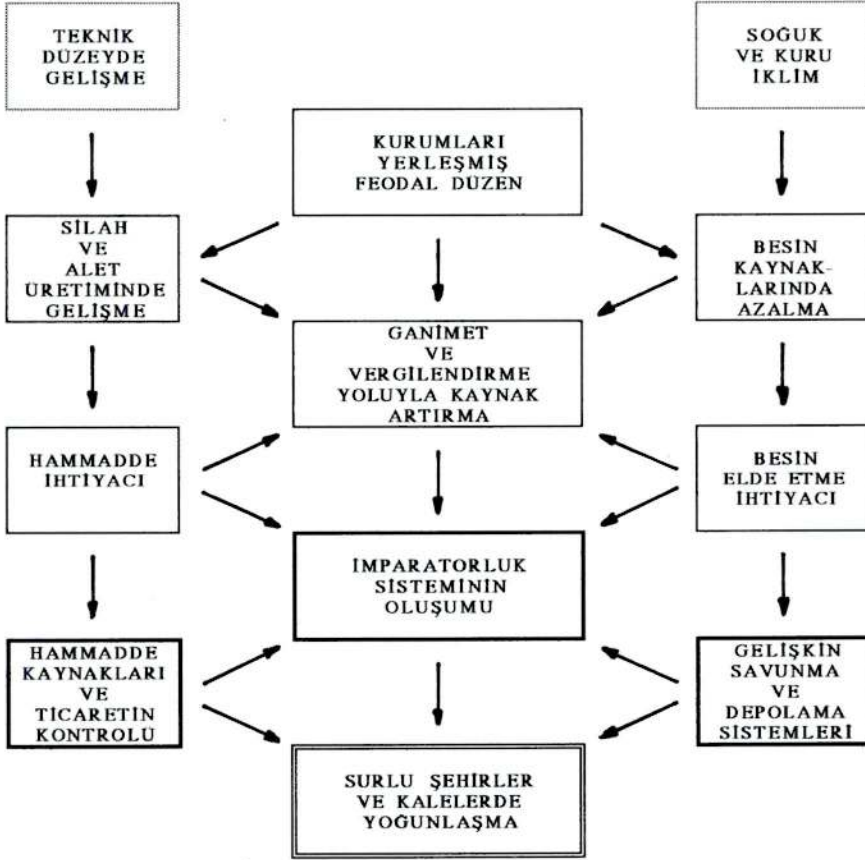 TEKNİK
DÜZEYDE
GELİŞME
SOĞUK
VE KURU
İKLİM
KURUMLARI
YERLEŞMİŞ
FEODAL DÜZEN
SİLAH
VE
ALET
ÜRETİMİNDE
GELİŞME
BESİN
KAYNAK-
LARINDA
AZALMA
GANİMET
VE
VERGİLENDİRME
YOLUYLA KAYNAK
ARTIRMA
HAMMADDE
İHTİYACI
BESİN
ELDE ETME
İHTİYACI
İMPARATORLUK
SİSTEMİNİN
OLUŞUMU
HAMMADDE
KAYNAKLARI
VE
TİCARETİN
KONTROLÜ
GELİŞKİN
SAVUNMA
VE
DEPOLAMA
SİSTEMLERİ
SURLU ŞEHİRLER
VE KALELERDE
YOĞUNLAŞMA